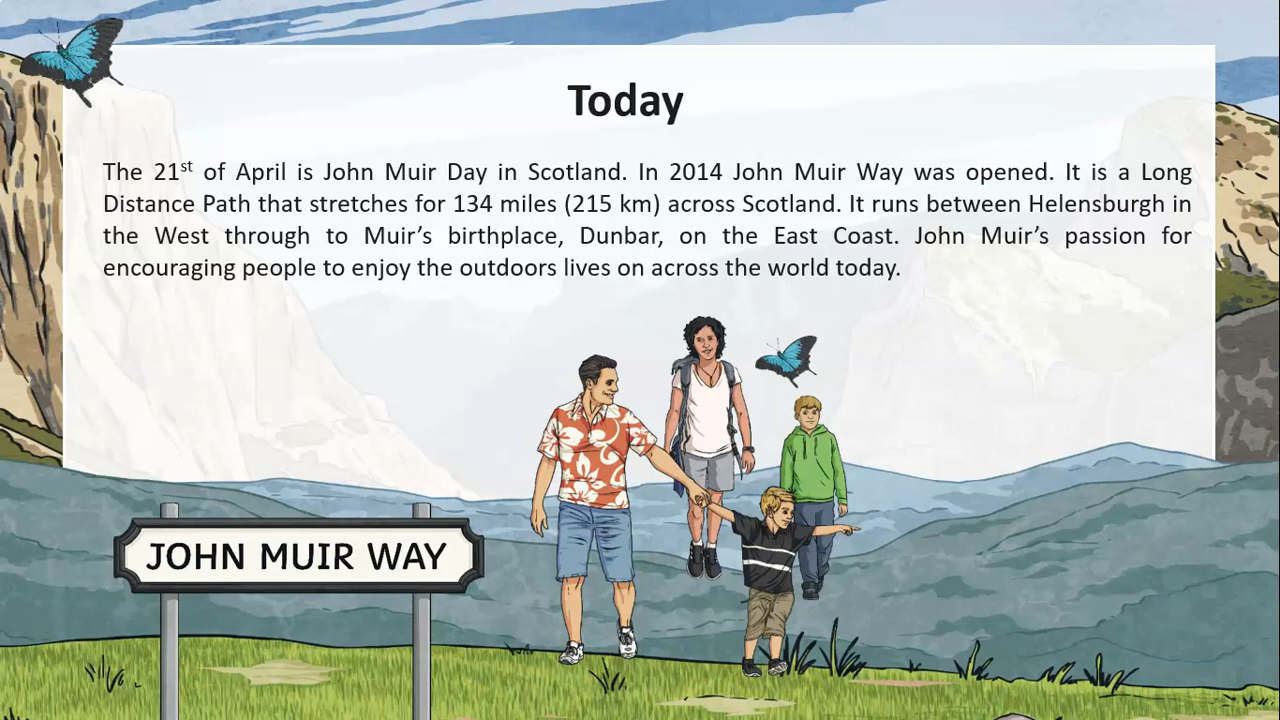 Today
The 21st of April is John Muir Day in Scotland. In 2014 John Muir Way was opened. It is a Long
Distance Path that stretches for 134 miles (215 km) across Scotland. It runs between Helensburgh in
the West through to Muir’s birthplace, Dunbar, on the East Coast. John Muir’s passion for
encouraging people to enjoy the outdoors lives on across the world today.
JOHN MUIR WAY